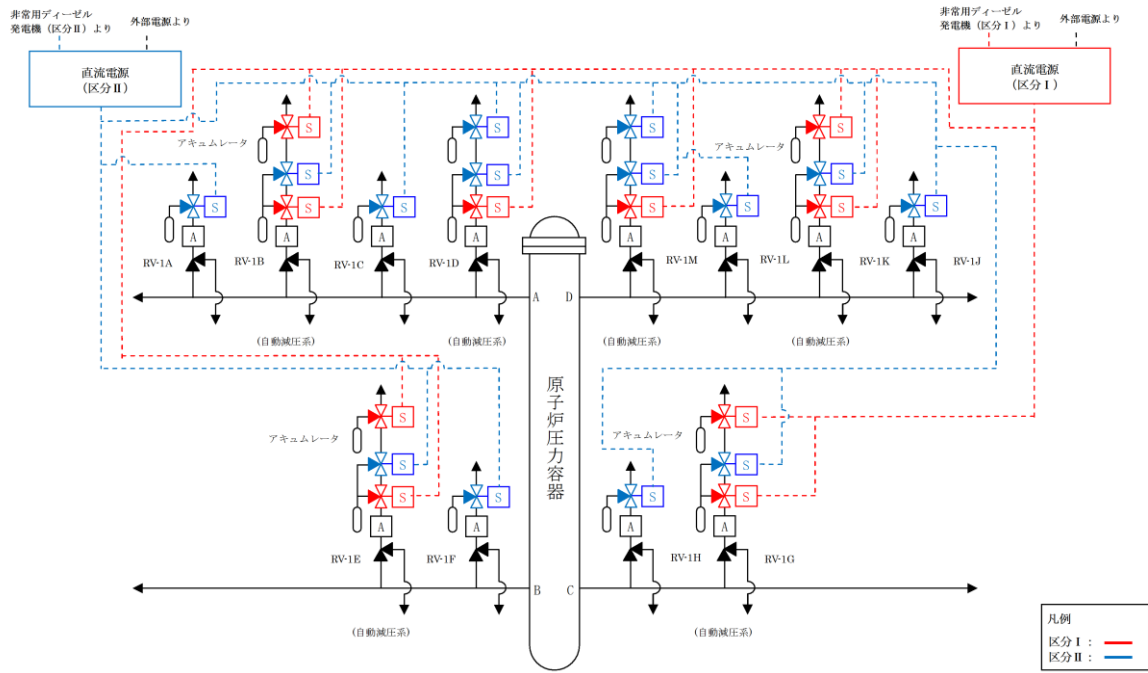 非常用ディーゼル
発電機（区分Ⅱ）より
外部電源より
非常用ディーゼル
発電機（区分Ⅰ）より
外部電源より
直流電源
（区分Ⅱ）
直流電源
（区分Ⅰ）
S
S
S
S
アキュムレータ
アキュムレータ
S
S
S
S
S
S
S
S
S
S
S
S
S
S
A
A
A
A
A
A
A
A
RV-1A
RV-1B
RV-1C
RV-1D
RV-1M
RV-1L
RV-1K
RV-1J
A
D
(自動減圧系)
(自動減圧系)
(自動減圧系)
(自動減圧系)
原子炉圧力容器
S
S
アキュムレータ
アキュムレータ
S
S
S
S
S
S
A
A
A
A
RV-1E
RV-1F
RV-1H
RV-1G
B
C
(自動減圧系)
(自動減圧系)
凡例
区分Ⅰ：
区分Ⅱ：